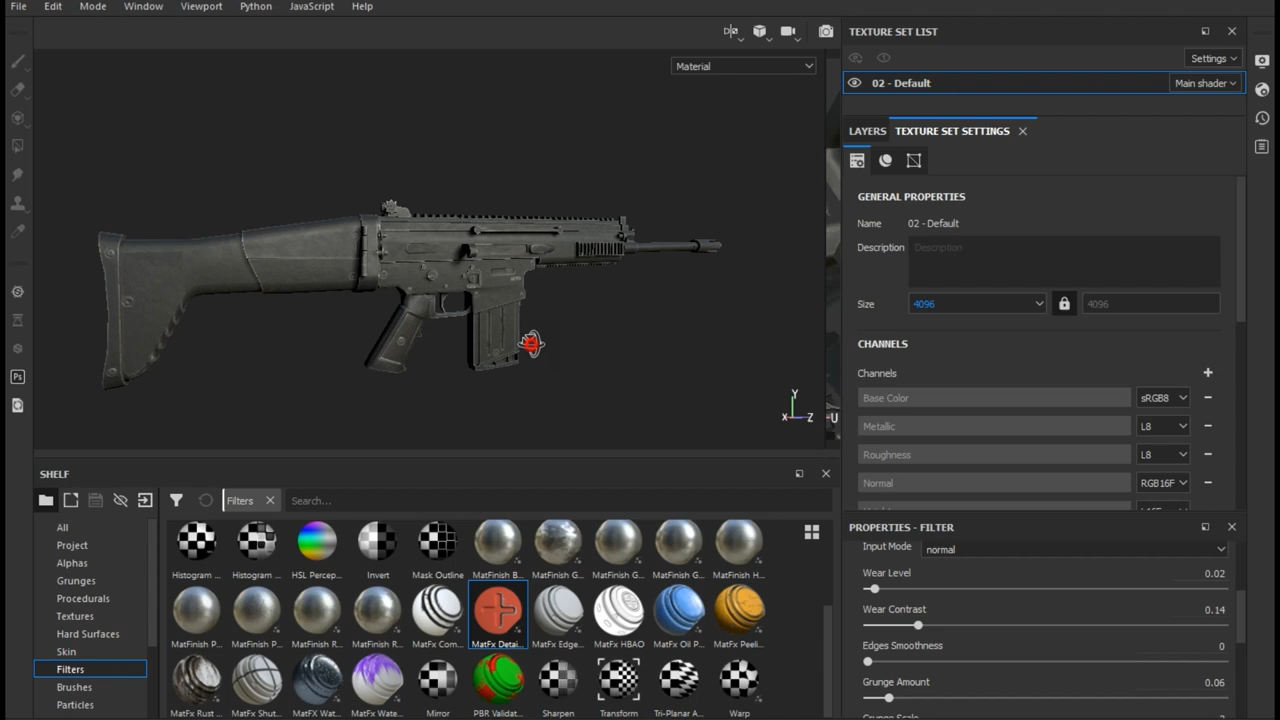 File Edit Mode Window Viewport Python JavaScript Help
TEXTURE SET LIST
Settings
Material
02 - Default Main shader
LAYERS TEXTURE SET SETTINGS
GENERAL PROPERTIES
Name 02 - Default
Description Description
Size 4096 4096
CHANNELS
Channels
Base Color sRGB8
Metallic L8
Roughness L8
Normal RGB16F
Y
X Z U
SHELF
Filters Search...
All
Project
Alphas
Grunges
Procedurals
Textures
Hard Surfaces
Skin
Filters
Brushes
Particles
Ps
Histogram ... Histogram ... HSL Percep... Invert Mask Outline MatFinish B... MatFinish G... MatFinish G... MatFinish G... MatFinish H...
MatFinish P... MatFinish P... MatFinish R... MatFinish R... MatFx Com... MatFx Detai... MatFx Edge... MatFx HBAO MatFx Oil P... MatFx Peeli...
MatFx Rust ... MatFx Shut... MatFX Wat... MatFx Wate... Mirror PBR Validat... Sharpen Transform Tri-Planar A... Warp
PROPERTIES - FILTER
Input Mode normal
Wear Level 0.02
Wear Contrast 0.14
Edges Smoothness 0
Grunge Amount 0.06
Grunge Scale